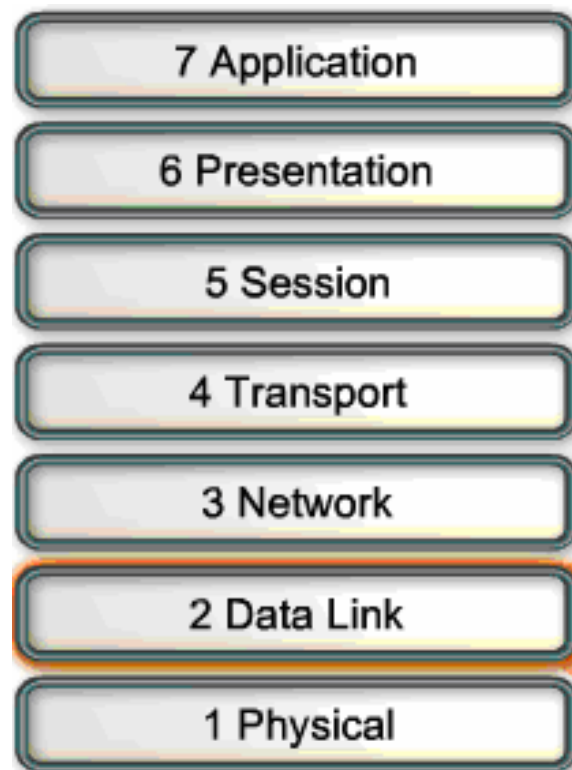 7 Application
6 Presentation
5 Session
4 Transport
3 Network
2 Data Link
1 Physical